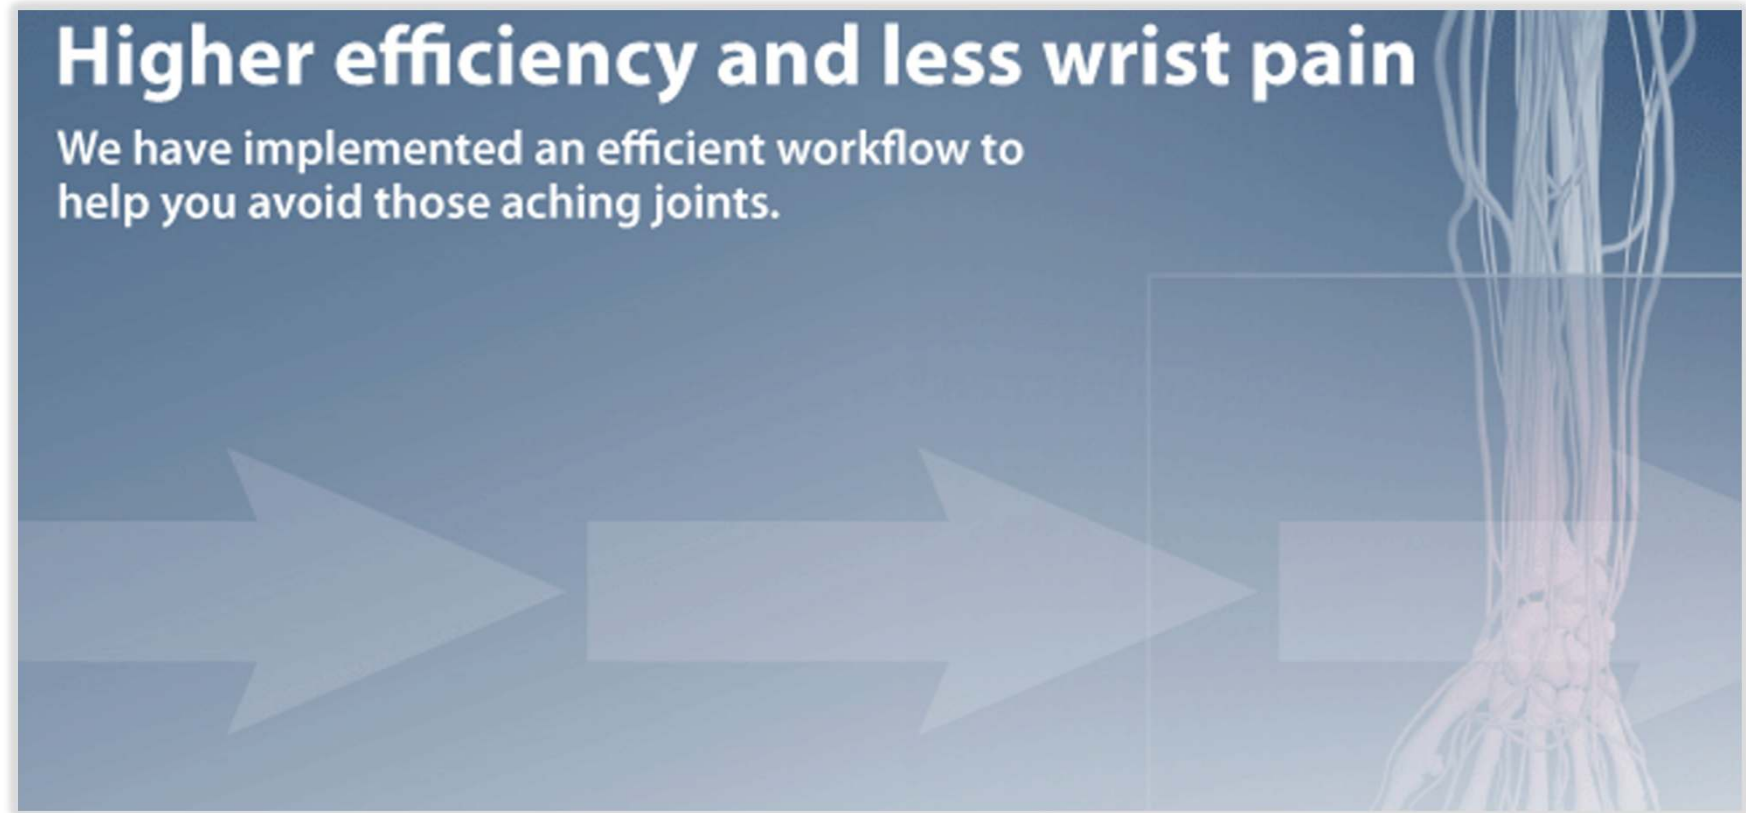 Higher efficiency and less wrist pain
We have implemented an efficient workflow to
help you avoid those aching joints.